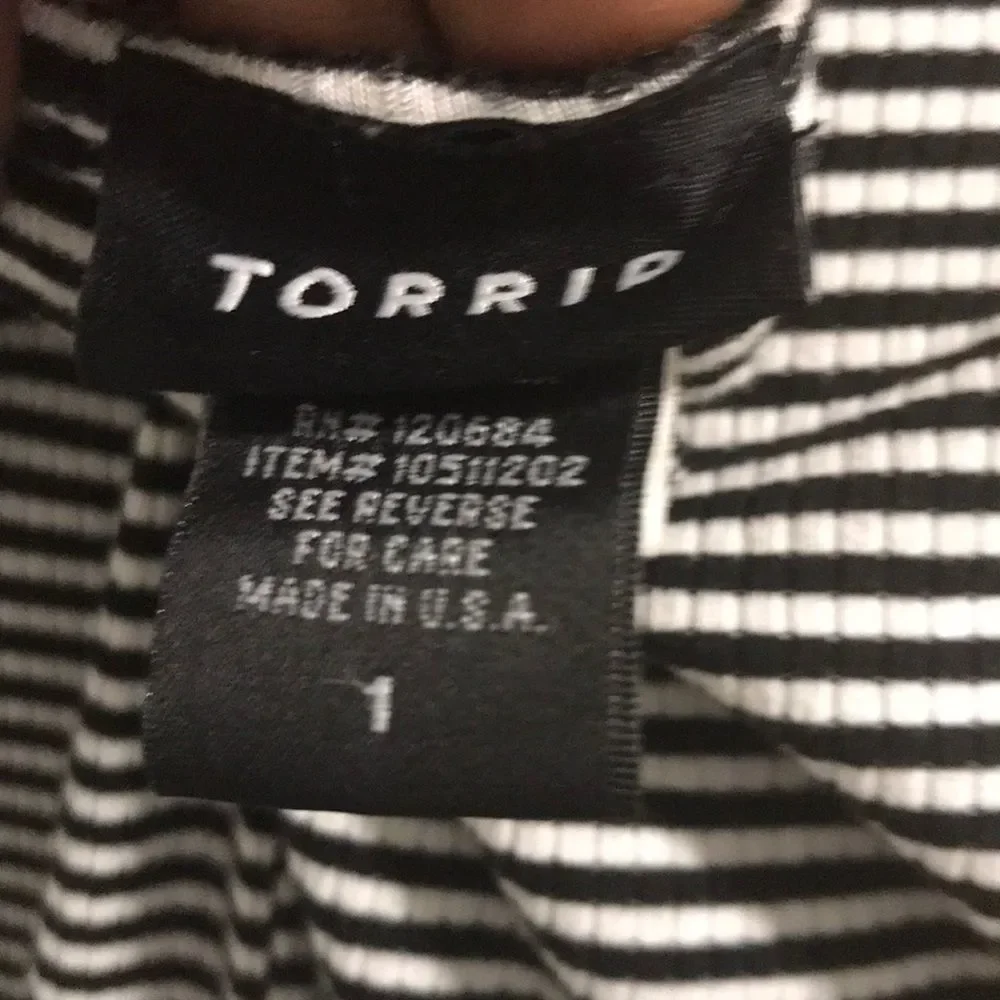 TORRID
RN# 120684
ITEM# 10511202
SEE REVERSE
FOR CARE
MADE IN U.S.A.
1